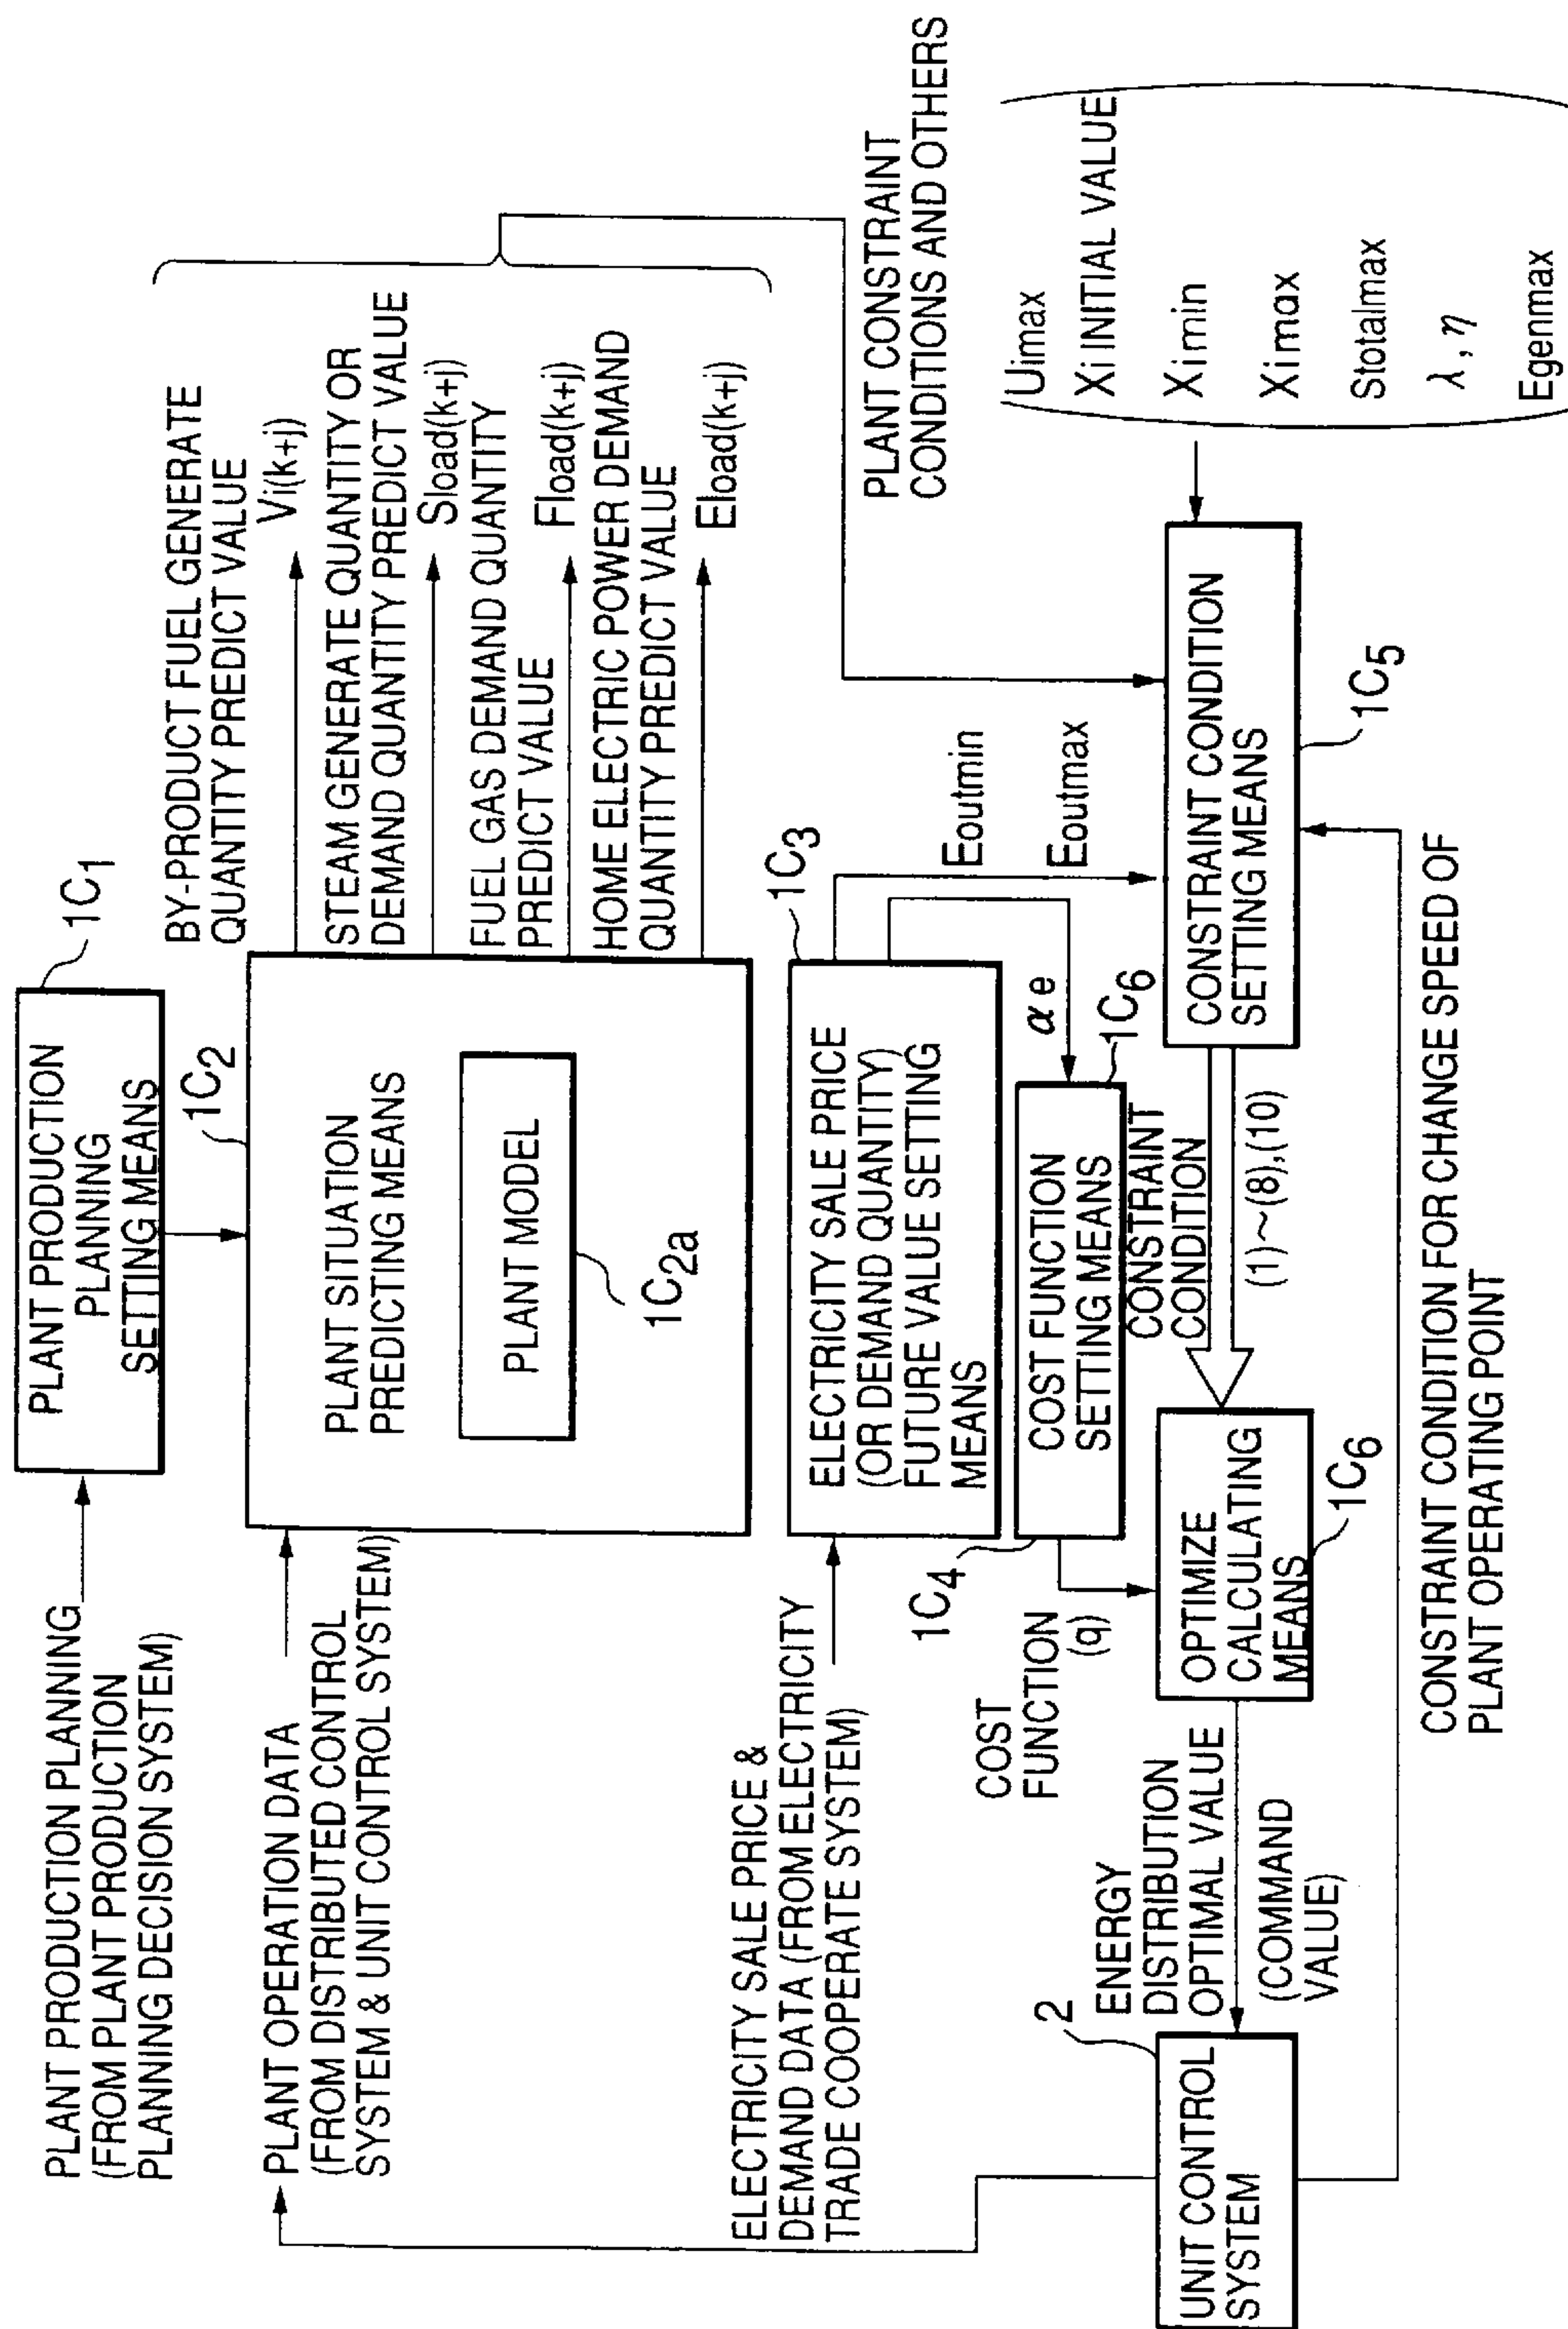 PLANT PRODUCTION PLANNING
(FROM PLANT PRODUCTION
PLANNING DECISION SYSTEM)
PLANT PRODUCTION
PLANNING
SETTING MEANS
1C1
PLANT OPERATION DATA
(FROM DISTRIBUTED CONTROL
SYSTEM & UNIT CONTROL SYSTEM)
1C2
PLANT SITUATION
PREDICTING MEANS
PLANT MODEL
1C2a
BY-PRODUCT FUEL GENERATE
QUANTITY PREDICT VALUE
Vi(k+j)
STEAM GENERATE QUANTITY OR
DEMAND QUANTITY PREDICT VALUE
Sload(k+j)
FUEL GAS DEMAND QUANTITY
PREDICT VALUE
Fload(k+j)
HOME ELECTRIC POWER DEMAND
QUANTITY PREDICT VALUE
Eload(k+j)
ELECTRICITY SALE PRICE &
DEMAND DATA (FROM ELECTRICITY
TRADE COOPERATE SYSTEM)
ELECTRICITY SALE PRICE
(OR DEMAND QUANTITY)
FUTURE VALUE SETTING
MEANS
1C3
Eoutmin
Eoutmax
αe
1C4
COST FUNCTION
SETTING MEANS
1C6
COST
FUNCTION
(q)
PLANT CONSTRAINT
CONDITIONS AND OTHERS
Uimax
Xi INITIAL VALUE
Ximin
Ximax
Stotalmax
λ, η
Egenmax
CONSTRAINT CONDITION
SETTING MEANS
1C5
CONSTRAINT
CONDITION
(1)~(8),(10)
OPTIMIZE
CALCULATING
MEANS
1C6
ENERGY
DISTRIBUTION
OPTIMAL VALUE
(COMMAND
VALUE)
2
UNIT CONTROL
SYSTEM
CONSTRAINT CONDITION FOR CHANGE SPEED OF
PLANT OPERATING POINT